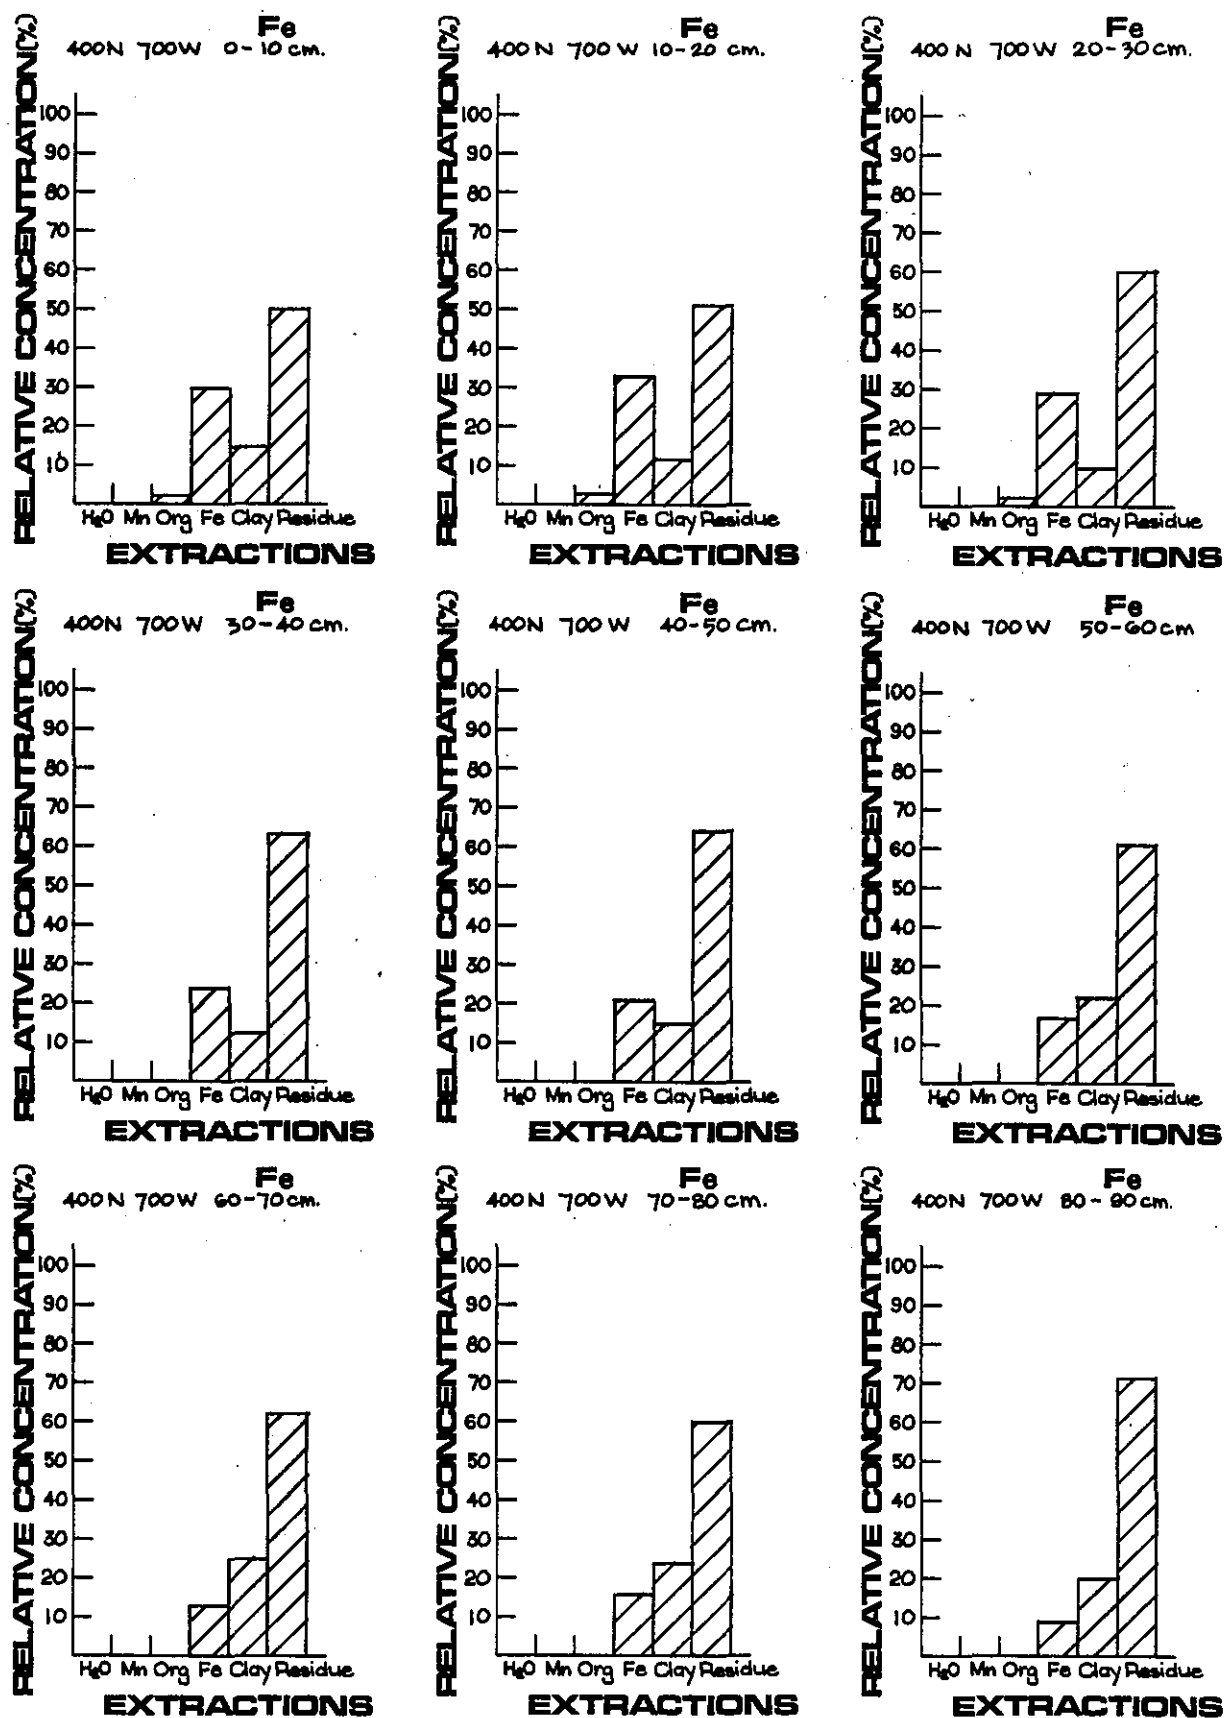 RELATIVE CONCENTRATION(%)
Fe
400N 700W 0-10 cm.
100
90
80
70
60
50
40
30
20
10
H2O Mn Org Fe Clay Residue
EXTRACTIONS
RELATIVE CONCENTRATION(%)
Fe
400N 700W 10-20 cm.
100
90
80
70
60
50
40
30
20
10
H2O Mn Org Fe Clay Residue
EXTRACTIONS
RELATIVE CONCENTRATION(%)
Fe
400N 700W 20-30 cm.
100
90
80
70
60
50
40
30
20
10
H2O Mn Org Fe Clay Residue
EXTRACTIONS
RELATIVE CONCENTRATION(%)
Fe
400N 700W 30-40 cm.
100
90
80
70
60
50
40
30
20
10
H2O Mn Org Fe Clay Residue
EXTRACTIONS
RELATIVE CONCENTRATION(%)
Fe
400N 700W 40-50 cm.
100
90
80
70
60
50
40
30
20
10
H2O Mn Org Fe Clay Residue
EXTRACTIONS
RELATIVE CONCENTRATION(%)
Fe
400N 700W 50-60 cm
100
90
80
70
60
50
40
30
20
10
H2O Mn Org Fe Clay Residue
EXTRACTIONS
RELATIVE CONCENTRATION(%)
Fe
400N 700W 60-70 cm.
100
90
80
70
60
50
40
30
20
10
H2O Mn Org Fe Clay Residue
EXTRACTIONS
RELATIVE CONCENTRATION(%)
Fe
400N 700W 70-80 cm.
100
90
80
70
60
50
40
30
20
10
H2O Mn Org Fe Clay Residue
EXTRACTIONS
RELATIVE CONCENTRATION(%)
Fe
400N 700W 80-90 cm.
100
90
80
70
60
50
40
30
20
10
H2O Mn Org Fe Clay Residue
EXTRACTIONS